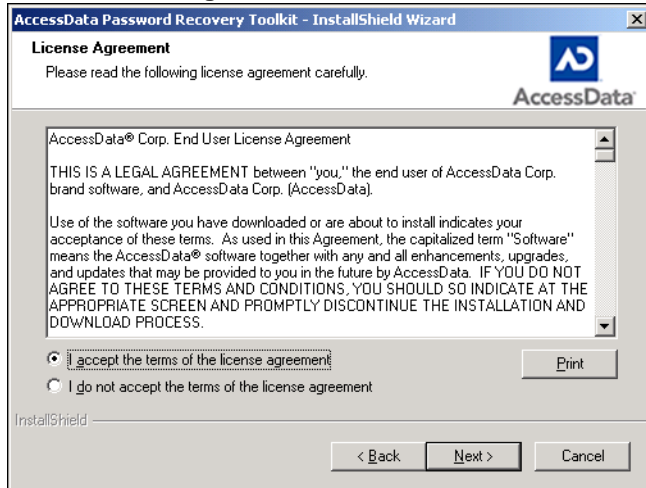 AccessData Password Recovery Toolkit - InstallShield Wizard
License Agreement
Please read the following license agreement carefully.
AccessData
AccessData® Corp. End User License Agreement
THIS IS A LEGAL AGREEMENT between "you," the end user of AccessData Corp.
brand software, and AccessData Corp. (AccessData).
Use of the software you have downloaded or are about to install indicates your
acceptance of these terms. As used in this Agreement, the capitalized term "Software"
means the AccessData® software together with any and all enhancements, upgrades,
and updates that may be provided to you in the future by AccessData. IF YOU DO NOT
AGREE TO THESE TERMS AND CONDITIONS, YOU SHOULD SO INDICATE AT THE
APPROPRIATE SCREEN AND PROMPTLY DISCONTINUE THE INSTALLATION AND
DOWNLOAD PROCESS.
I accept the terms of the license agreement
Print
I do not accept the terms of the license agreement
InstallShield
< Back
Next >
Cancel